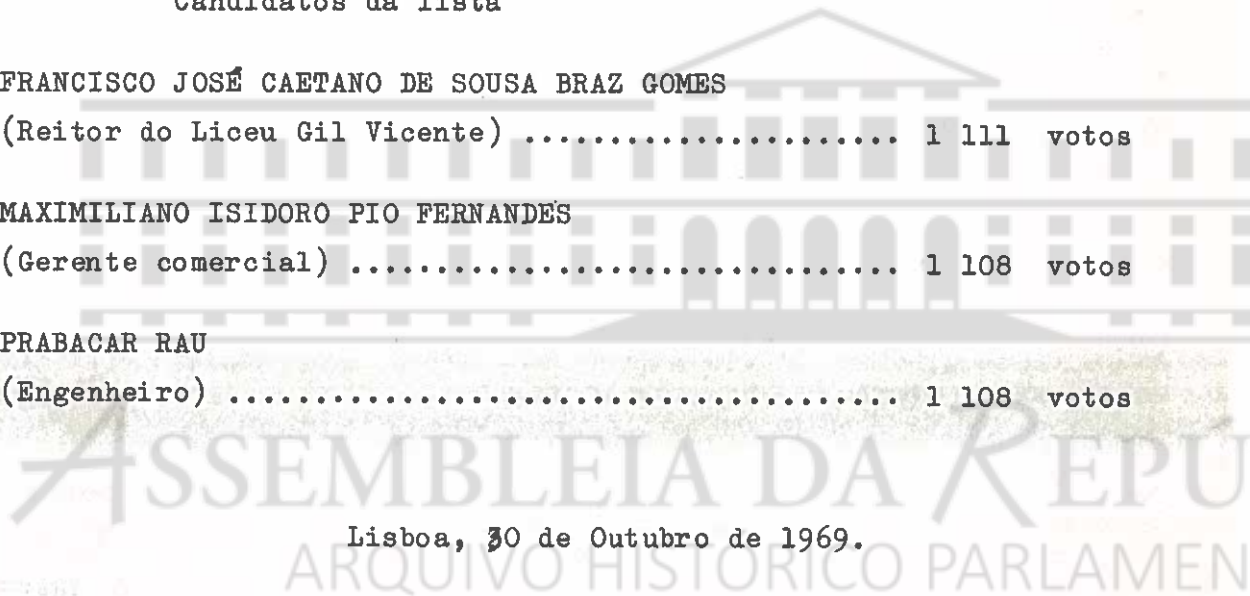 Candidatos da lista
FRANCISCO JOSÉ CAETANO DE SOUSA BRAZ GOMES
(Reitor do Liceu Gil Vicente) ...................... 1 111 votos
MAXIMILIANO ISIDORO PIO FERNANDES
(Gerente comercial) ................................ 1 108 votos
PRABACAR RAU
(Engenheiro) ....................................... 1 108 votos
ASSEMBLEIA DA REPU
Lisboa, 30 de Outubro de 1969.
ARQUIVO HISTÓRICO PARLAMEN